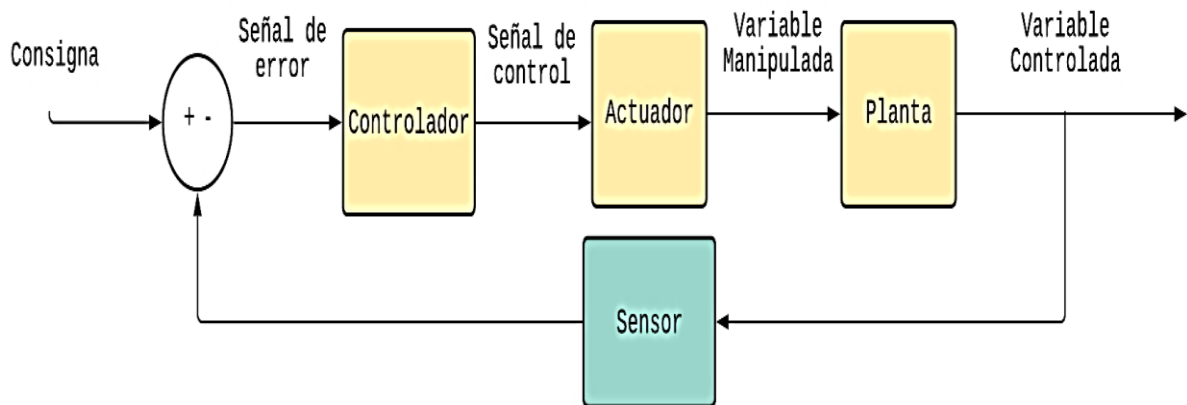 Consigna
Señal de
error
Controlador
Señal de
control
Actuador
Variable
Manipulada
Planta
Variable
Controlada
+ -
Sensor